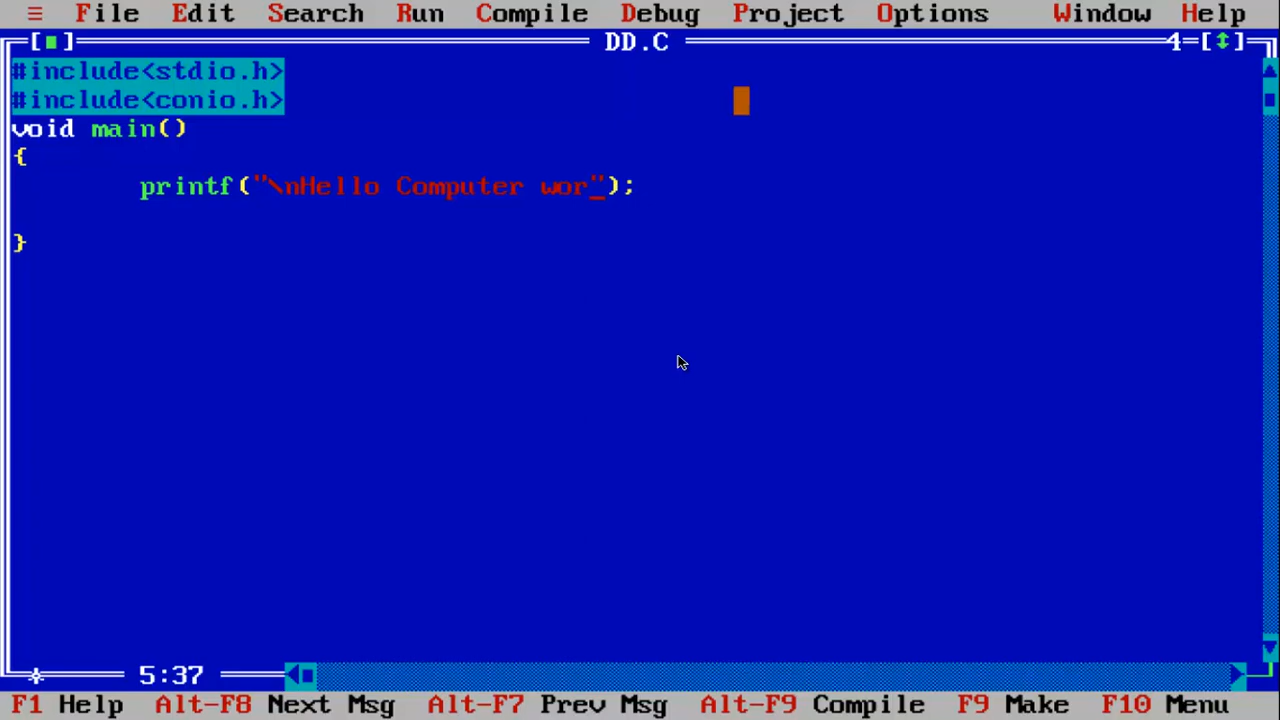 ≡ File Edit Search Run Compile Debug Project Options Window Help
[■] DD.C 4=[↕]
#include<stdio.h>
#include<conio.h>
void main()
{
printf("\nHello Computer wor");
}
5:37
F1 Help Alt-F8 Next Msg Alt-F7 Prev Msg Alt-F9 Compile F9 Make F10 Menu